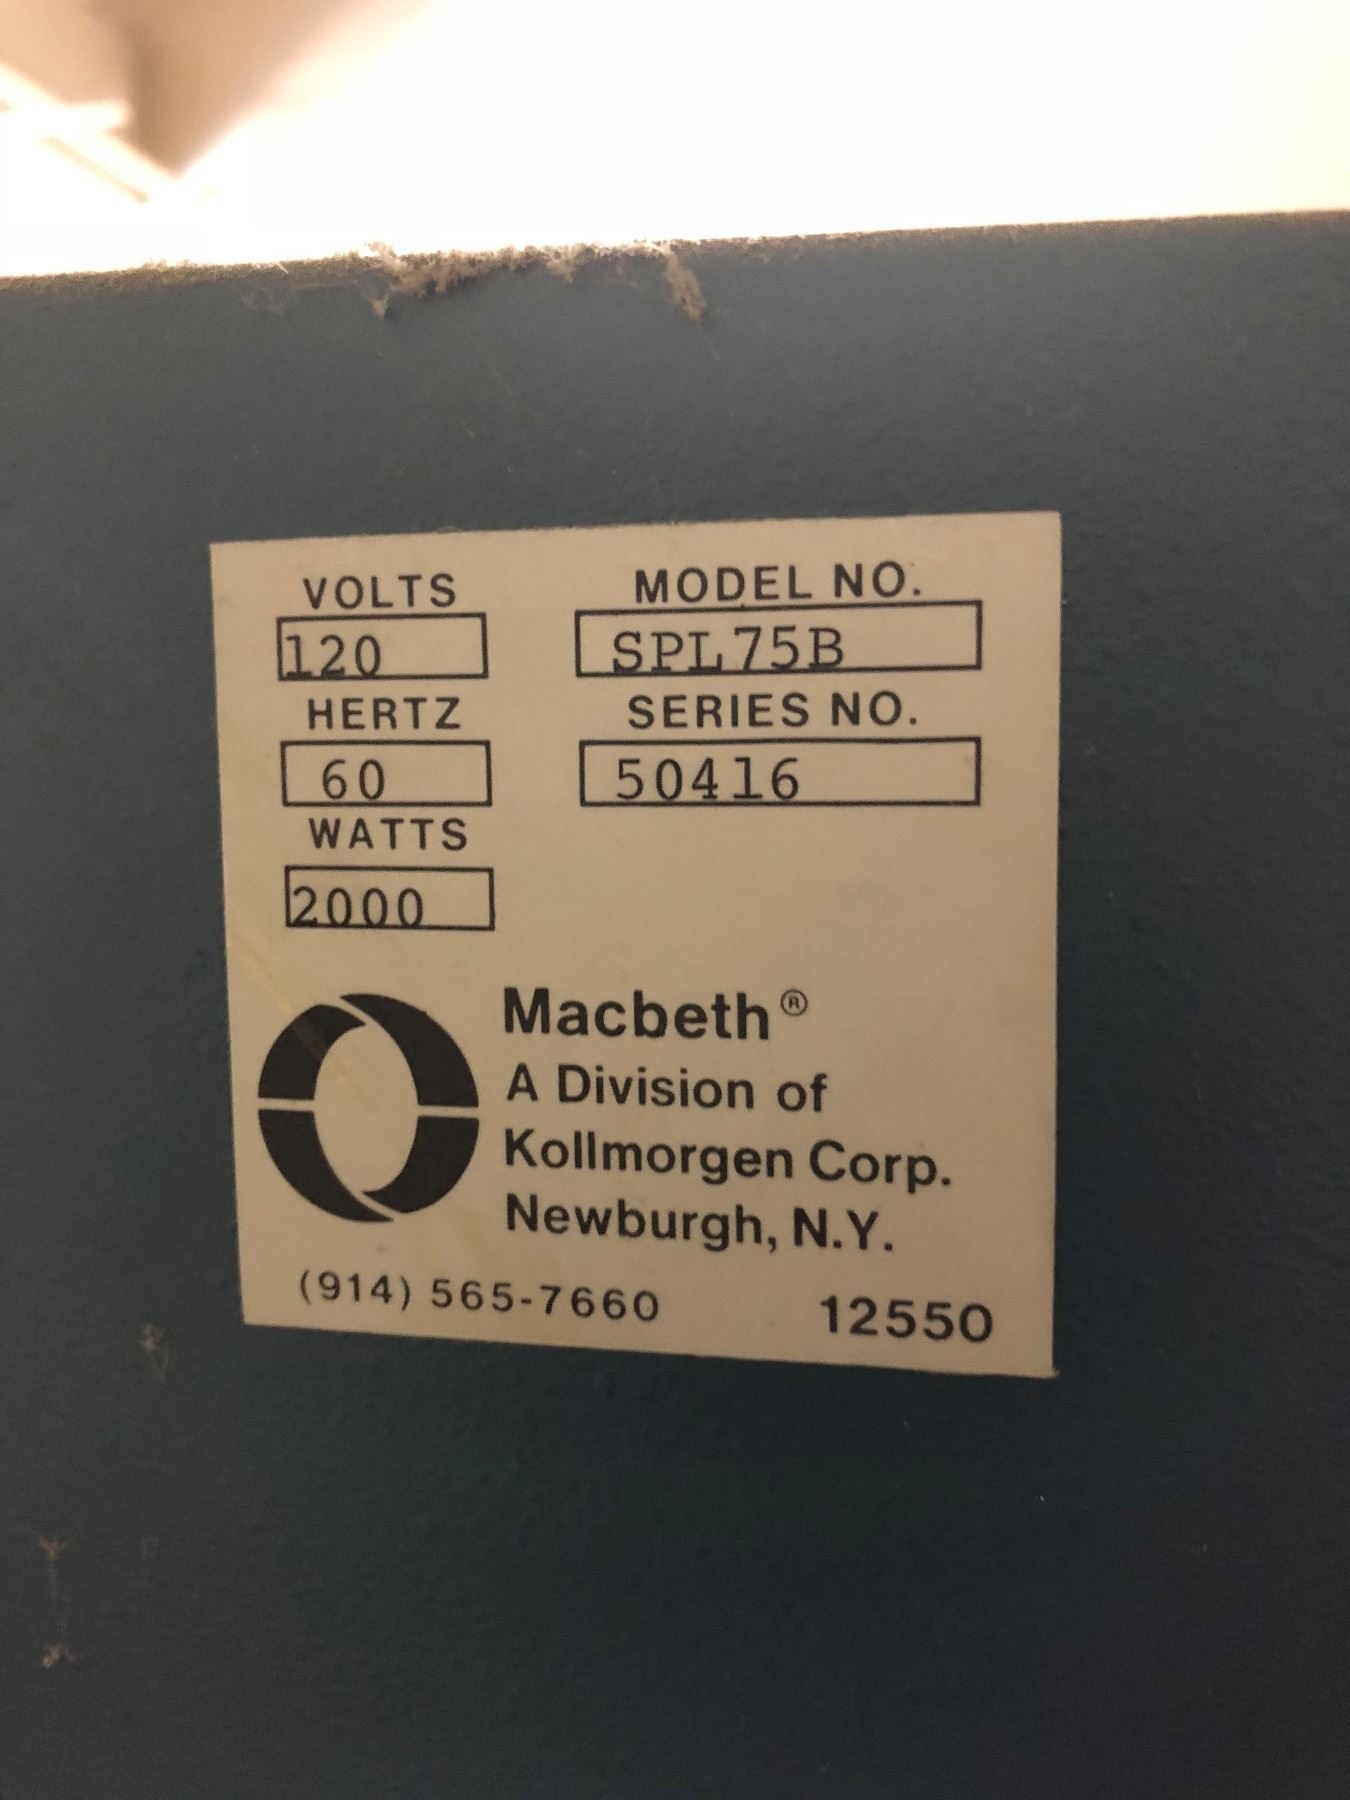 VOLTS MODEL NO.
120 SPL75B
HERTZ SERIES NO.
60 50416
WATTS
2000
Macbeth®
A Division of
Kollmorgen Corp.
Newburgh, N.Y.
(914) 565-7660 12550